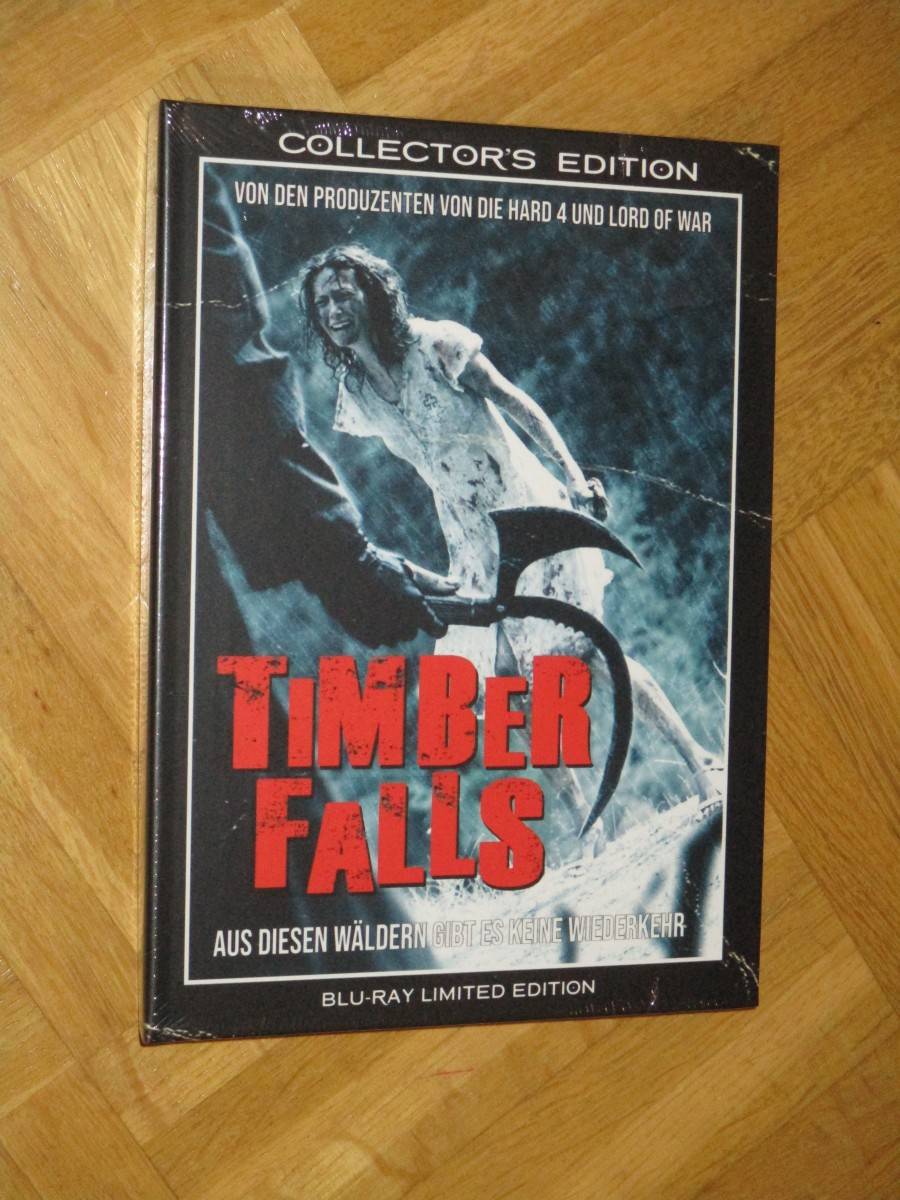 COLLECTOR'S EDITION
VON DEN PRODUZENTEN VON DIE HARD 4 UND LORD OF WAR
TIMBER
FALLS
AUS DIESEN WÄLDERN GIBT ES KEINE WIEDERKEHR
BLU-RAY LIMITED EDITION